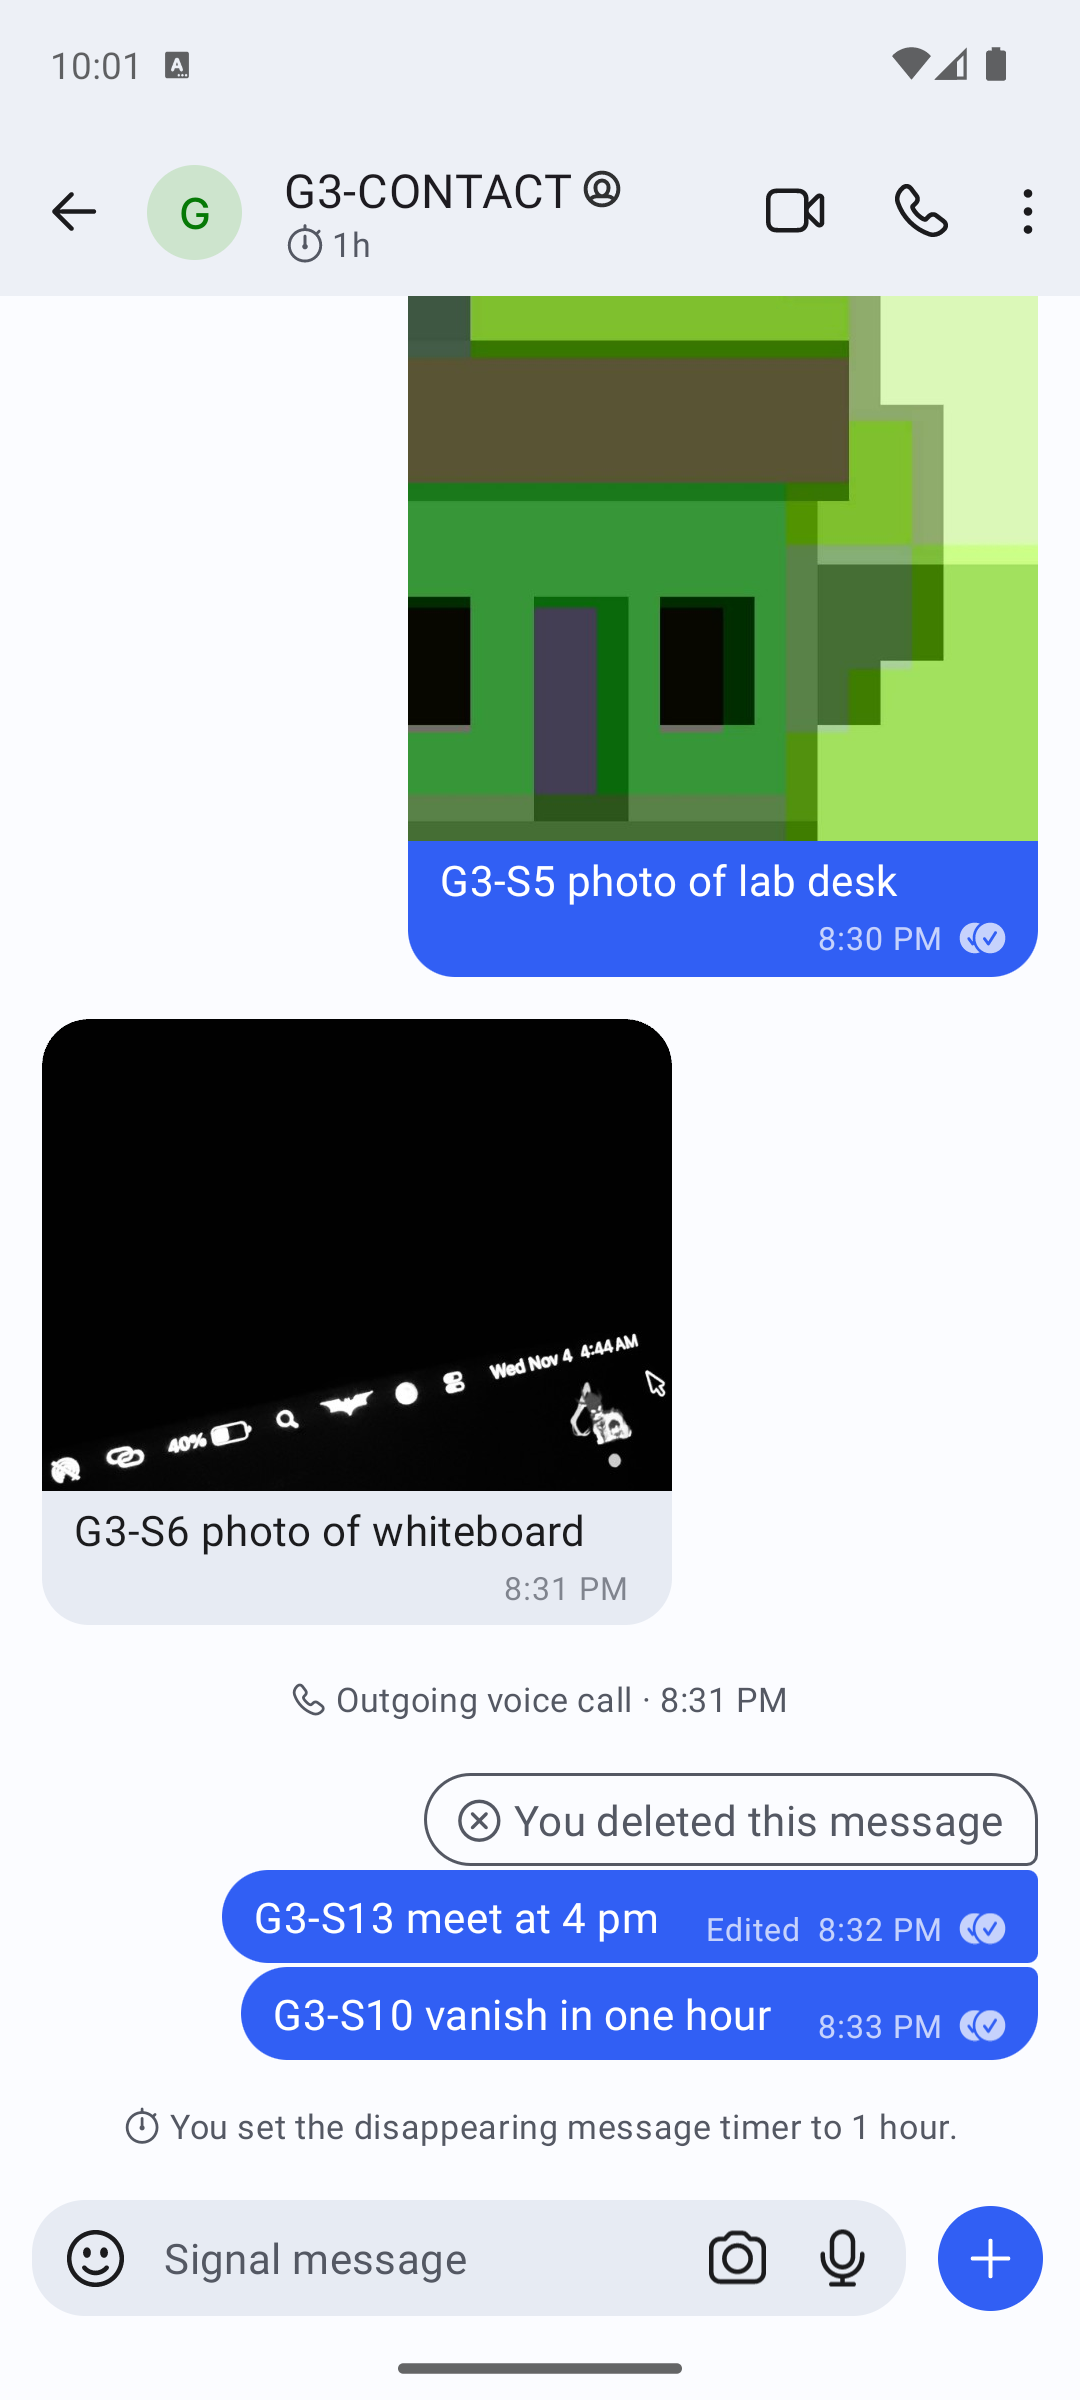 10:01
G
G3-CONTACT
1h
G3-S5 photo of lab desk
8:30 PM
40%
Wed Nov 4 4:44 AM
G3-S6 photo of whiteboard
8:31 PM
Outgoing voice call · 8:31 PM
You deleted this message
G3-S13 meet at 4 pm Edited 8:32 PM
G3-S10 vanish in one hour 8:33 PM
You set the disappearing message timer to 1 hour.
Signal message